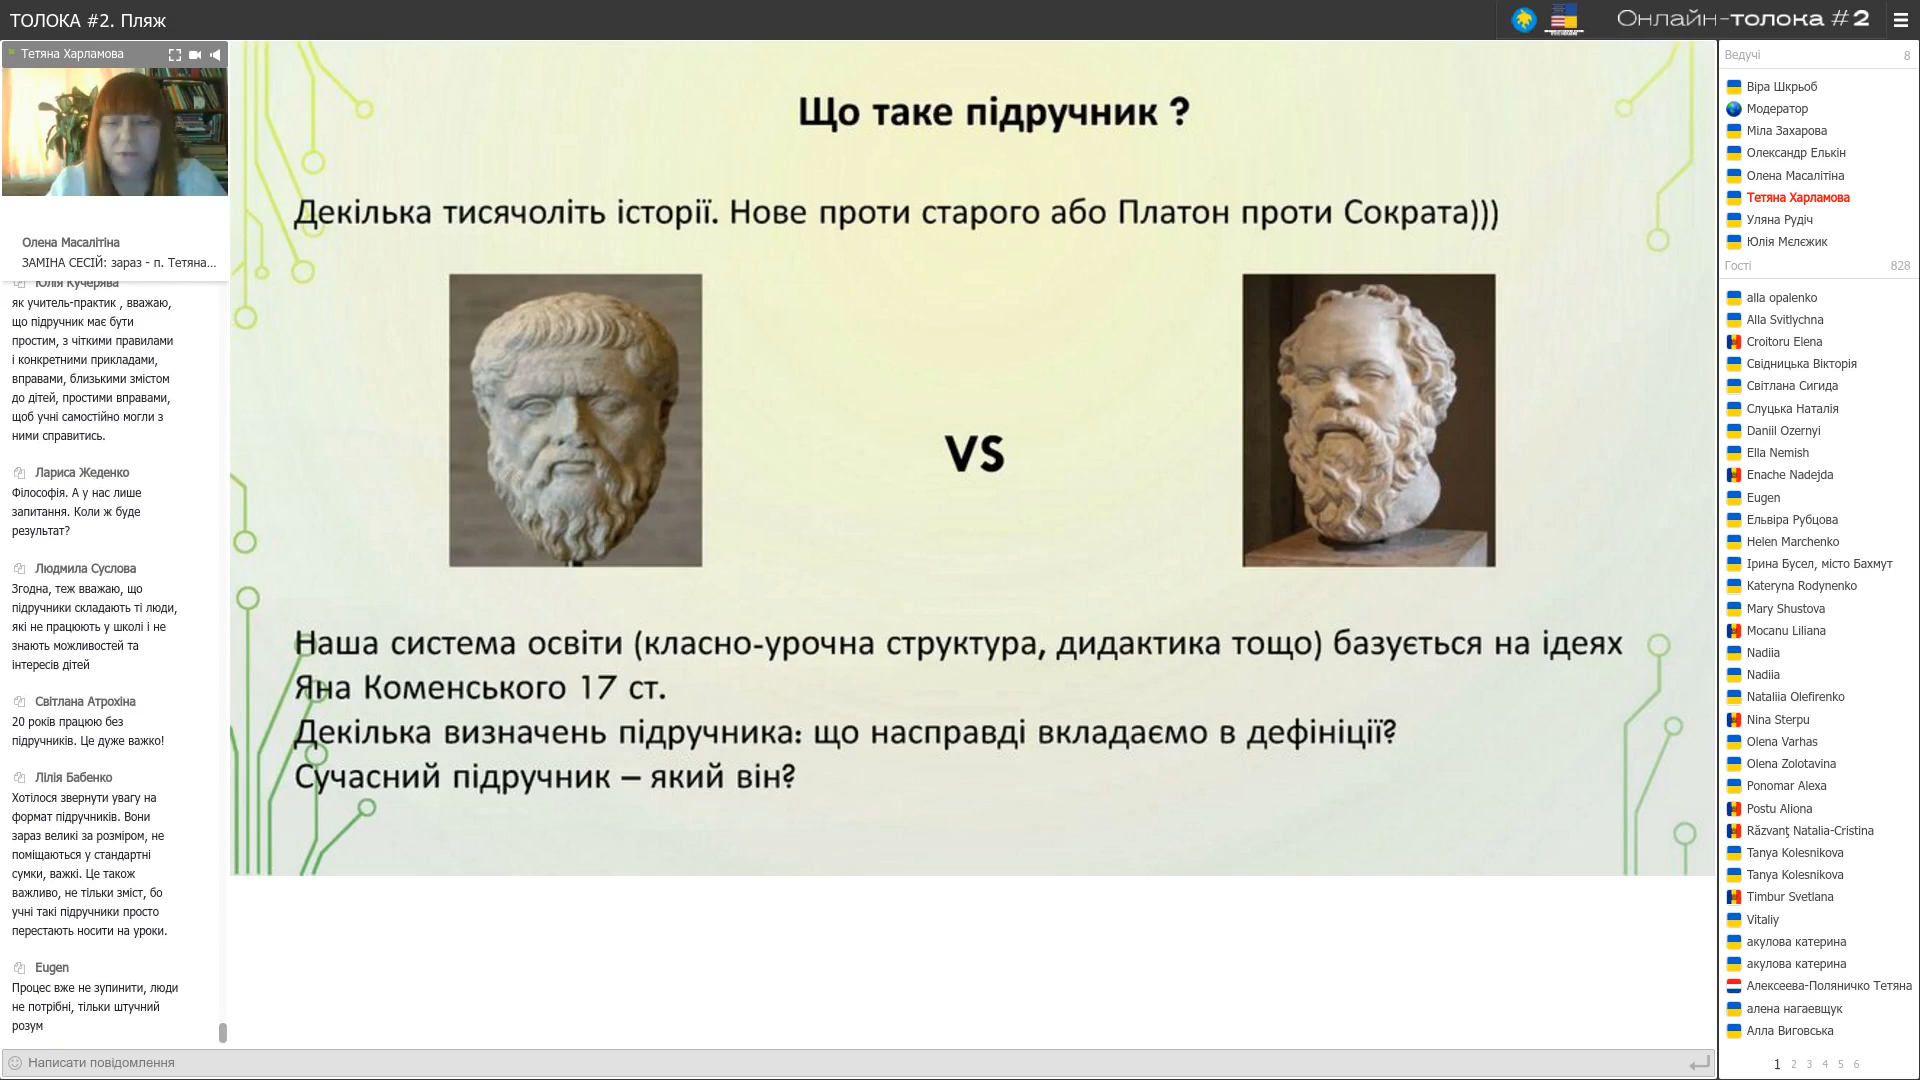 ТОЛОКА #2. Пляж
Онлайн-толока #2
Тетяна Харламова
Олена Масалітіна
ЗАМІНА СЕСІЙ: зараз - п. Тетяна...
Юлія Кучерява
як учитель-практик , вважаю,
що підручник має бути
простим, з чіткими правилами
і конкретними прикладами,
вправами, близькими змістом
до дітей, простими вправами,
щоб учні самостійно могли з
ними справитись.
Лариса Жеденко
Філософія. А у нас лише
запитання. Коли ж буде
результат?
Людмила Суслова
Згодна, теж вважаю, що
підручники складають ті люди,
які не працюють у школі і не
знають можливостей та
інтересів дітей
Світлана Атрохіна
20 років працюю без
підручників. Це дуже важко!
Лілія Бабенко
Хотілося звернути увагу на
формат підручників. Вони
зараз великі за розміром, не
поміщаються у стандартні
сумки, важкі. Це також
важливо, не тільки зміст, бо
учні такі підручники просто
перестають носити на уроки.
Eugen
Процес вже не зупинити, люди
не потрібні, тільки штучний
розум
Написати повідомлення
Що таке підручник ?
Декілька тисячоліть історії. Нове проти старого або Платон проти Сократа)))
VS
Наша система освіти (класно-урочна структура, дидактика тощо) базується на ідеях
Яна Коменського 17 ст.
Декілька визначень підручника: що насправді вкладаємо в дефініції?
Сучасний підручник – який він?
Ведучі 8
Віра Шкрьоб
Модератор
Міла Захарова
Олександр Елькін
Олена Масалітіна
Тетяна Харламова
Уляна Рудіч
Юлія Мєлєжик
Гості 828
alla opalenko
Alla Svitlychna
Croitoru Elena
Свідницька Вікторія
Світлана Сигида
Слуцька Наталія
Daniil Ozernyi
Ella Nemish
Enache Nadejda
Eugen
Ельвіра Рубцова
Helen Marchenko
Ірина Бусел, місто Бахмут
Kateryna Rodynenko
Mary Shustova
Mocanu Liliana
Nadiia
Nadiia
Nataliia Olefirenko
Nina Sterpu
Olena Varhas
Olena Zolotavina
Ponomar Alexa
Postu Aliona
Răzvanţ Natalia-Cristina
Tanya Kolesnikova
Tanya Kolesnikova
Timbur Svetlana
Vitaliy
акулова катерина
акулова катерина
Алексеева-Поляничко Тетяна
алена нагаевщук
Алла Виговська
1 2 3 4 5 6